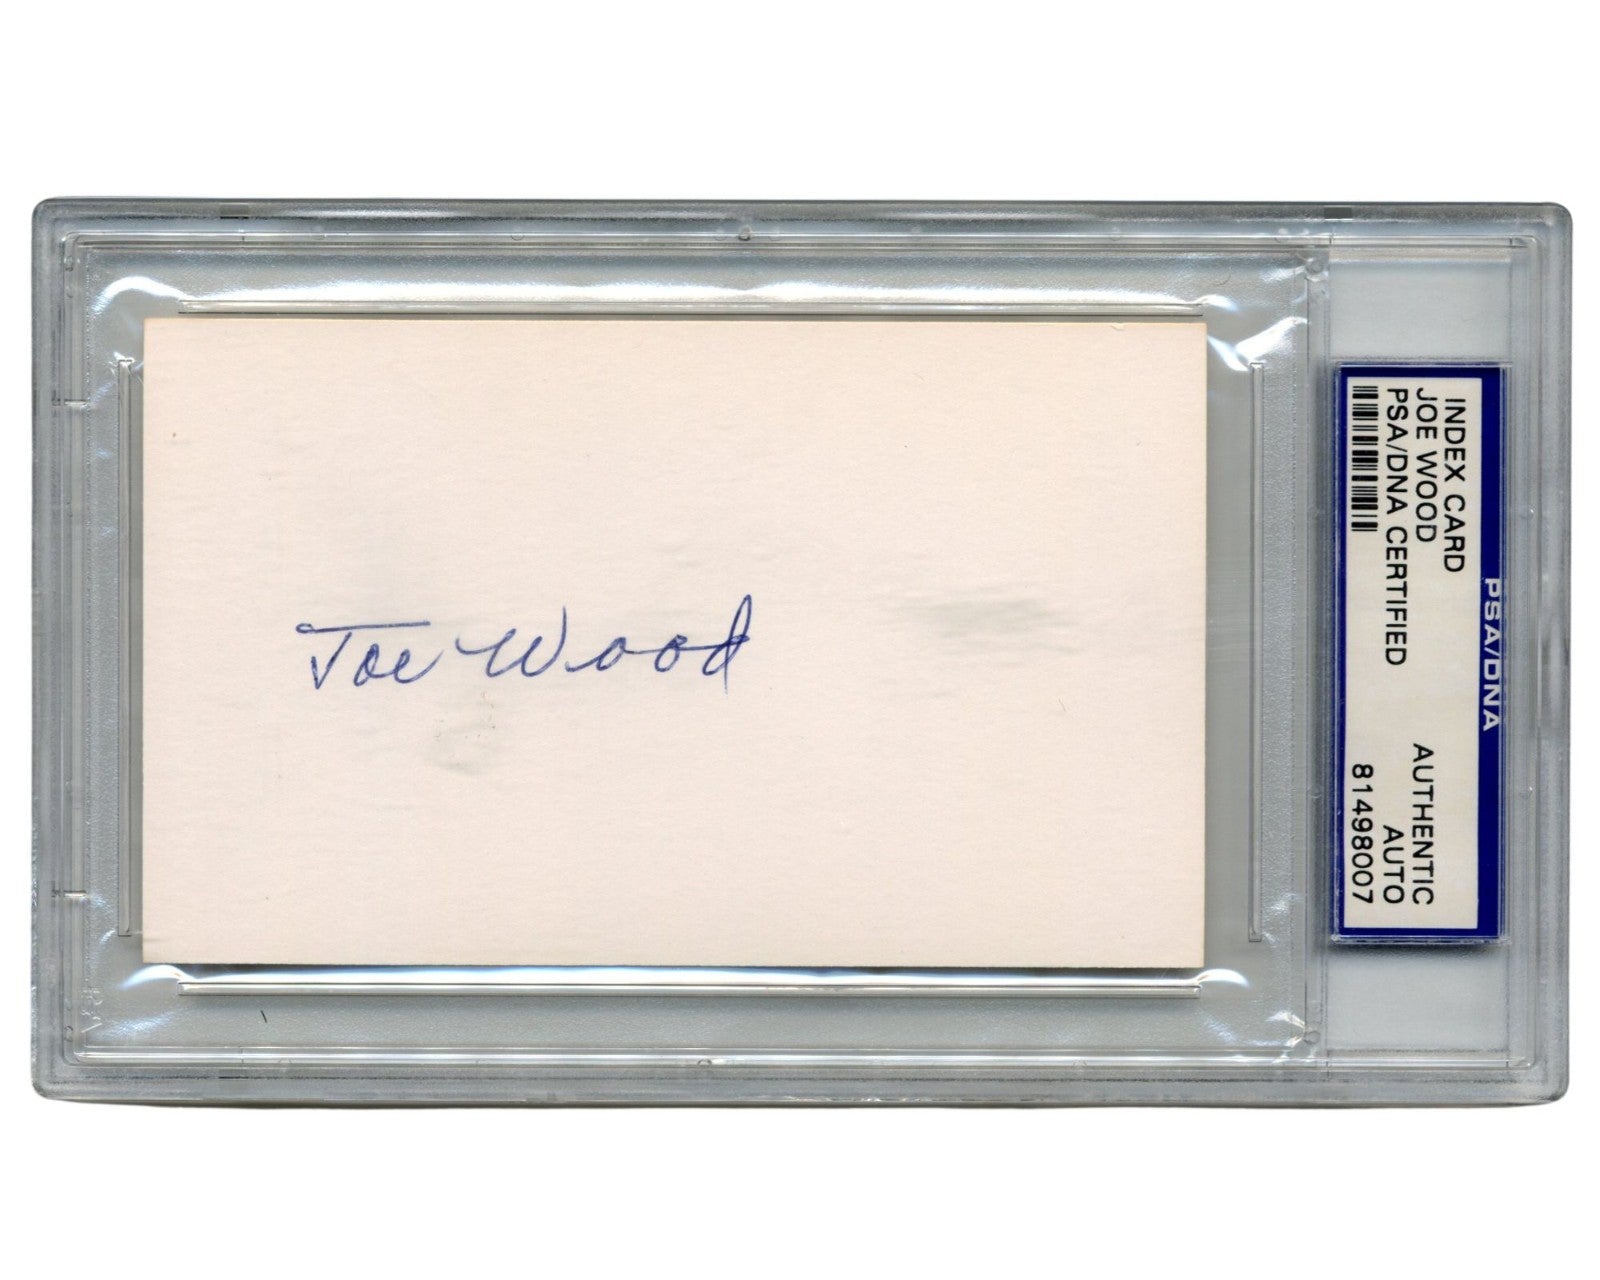 Joe Wood
PSA/DNA
INDEX CARD
JOE WOOD
PSA/DNA CERTIFIED
AUTHENTIC
AUTO
81498007